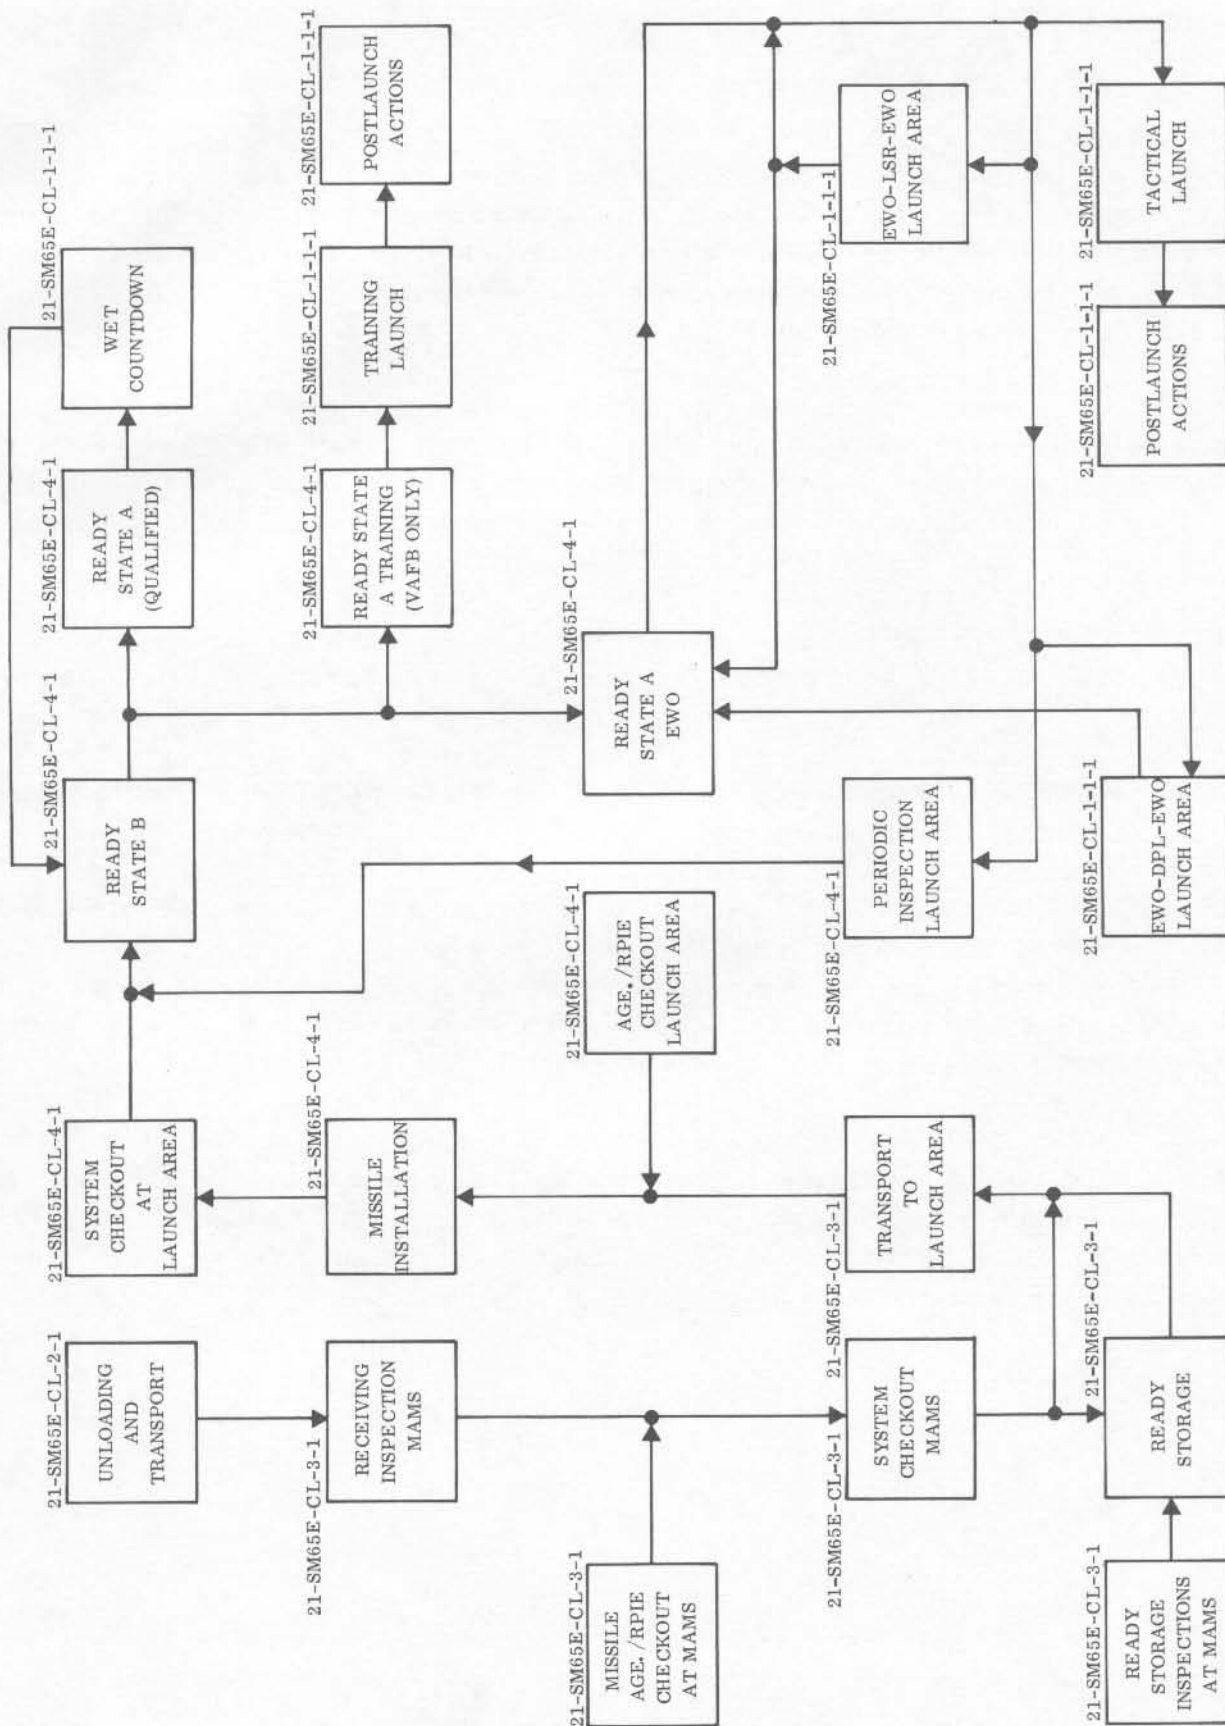 21-SM65E-CL-2-1
UNLOADING
AND
TRANSPORT
21-SM65E-CL-4-1
SYSTEM
CHECKOUT
AT
LAUNCH AREA
21-SM65E-CL-4-1
READY
STATE B
21-SM65E-CL-4-1
READY
STATE A
(QUALIFIED)
21-SM65E-CL-1-1-1
WET
COUNTDOWN
21-SM65E-CL-3-1
RECEIVING
INSPECTION
MAMS
21-SM65E-CL-4-1
MISSILE
INSTALLATION
21-SM65E-CL-4-1
READY STATE
A TRAINING
(VAFB ONLY)
21-SM65E-CL-1-1-1
TRAINING
LAUNCH
21-SM65E-CL-1-1-1
POSTLAUNCH
ACTIONS
21-SM65E-CL-3-1
MISSILE
AGE./RPIE
CHECKOUT
AT MAMS
21-SM65E-CL-4-1
AGE./RPIE
CHECKOUT
LAUNCH AREA
21-SM65E-CL-4-1
READY
STATE A
EWO
21-SM65E-CL-3-1
SYSTEM
CHECKOUT
MAMS
21-SM65E-CL-3-1
TRANSPORT
TO
LAUNCH AREA
21-SM65E-CL-4-1
PERIODIC
INSPECTION
LAUNCH AREA
21-SM65E-CL-1-1-1
EWO-LSR-EWO
LAUNCH AREA
21-SM65E-CL-3-1
READY
STORAGE
INSPECTIONS
AT MAMS
21-SM65E-CL-3-1
READY
STORAGE
21-SM65E-CL-1-1-1
EWO-DPL-EWO
LAUNCH AREA
21-SM65E-CL-1-1-1
POSTLAUNCH
ACTIONS
21-SM65E-CL-1-1-1
TACTICAL
LAUNCH